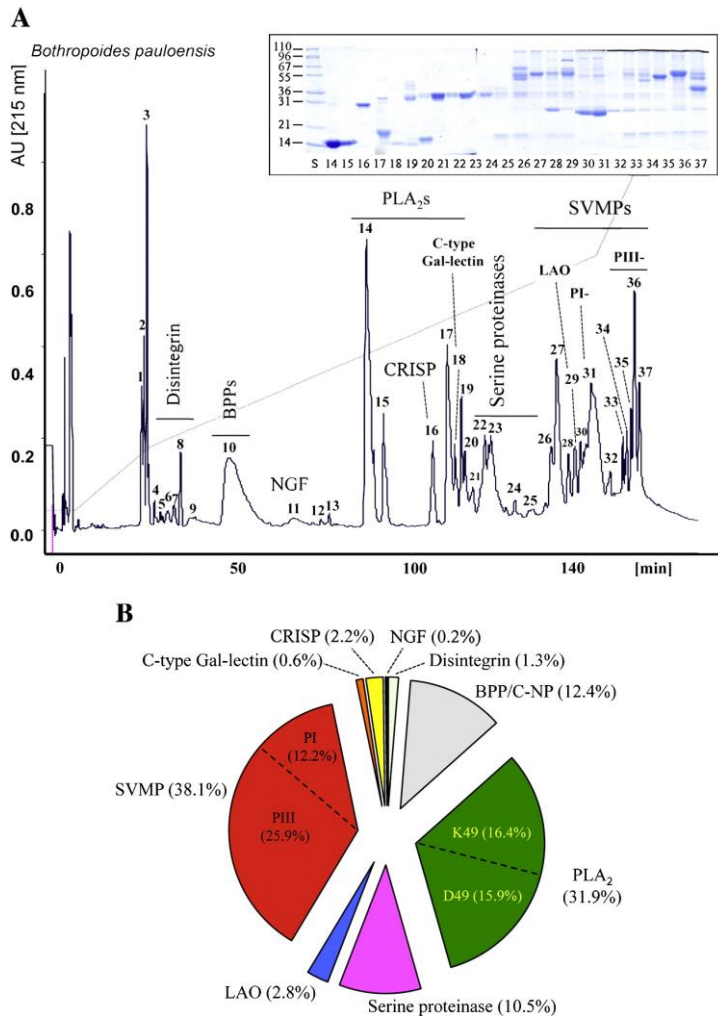 A
Bothropoides pauloensis
AU [215 nm]
0.8
0.6
0.4
0.2
0.0
0 50 100 140 [min]
110
96
67
55
36
31
21
14
S 14 15 16 17 18 19 20 21 22 23 24 25 26 27 28 29 30 31 32 33 34 35 36 37
1
2
3
4
5
6
7
8
9
Disintegrin
BPPs
10
NGF
11
12
13
PLA₂s
14
15
CRISP
16
17
C-type
Gal-lectin
18
19
20
21
Serine proteinases
22 23
24
25
SVMPs
LAO
PI-
PIII-
26
27
28
29
30
31
32
33
34
35
36
37
B
CRISP (2.2%)
NGF (0.2%)
C-type Gal-lectin (0.6%)
Disintegrin (1.3%)
BPP/C-NP (12.4%)
PI
(12.2%)
SVMP (38.1%)
PIII
(25.9%)
K49 (16.4%)
D49 (15.9%)
PLA₂
(31.9%)
LAO (2.8%)
Serine proteinase (10.5%)